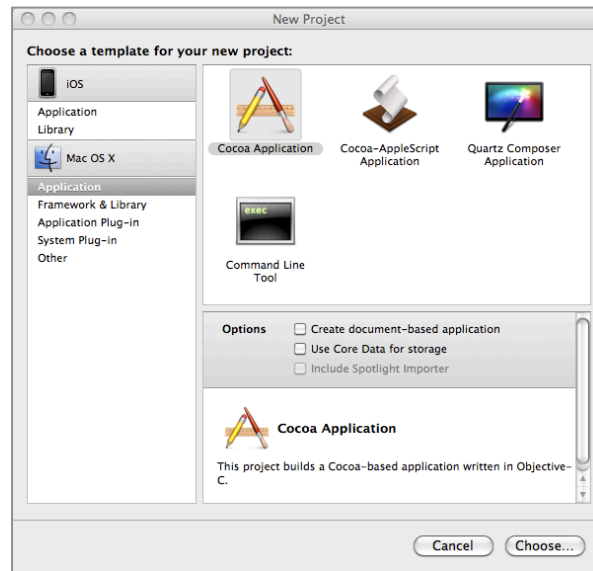 New Project
Choose a template for your new project:
iOS
Application
Library
Mac OS X
Application
Framework & Library
Application Plug-in
System Plug-in
Other
Cocoa Application
Cocoa-AppleScript
Application
Quartz Composer
Application
exec
Command Line
Tool
Options
Create document-based application
Use Core Data for storage
Include Spotlight Importer
Cocoa Application
This project builds a Cocoa-based application written in Objective-
C.
Cancel
Choose...